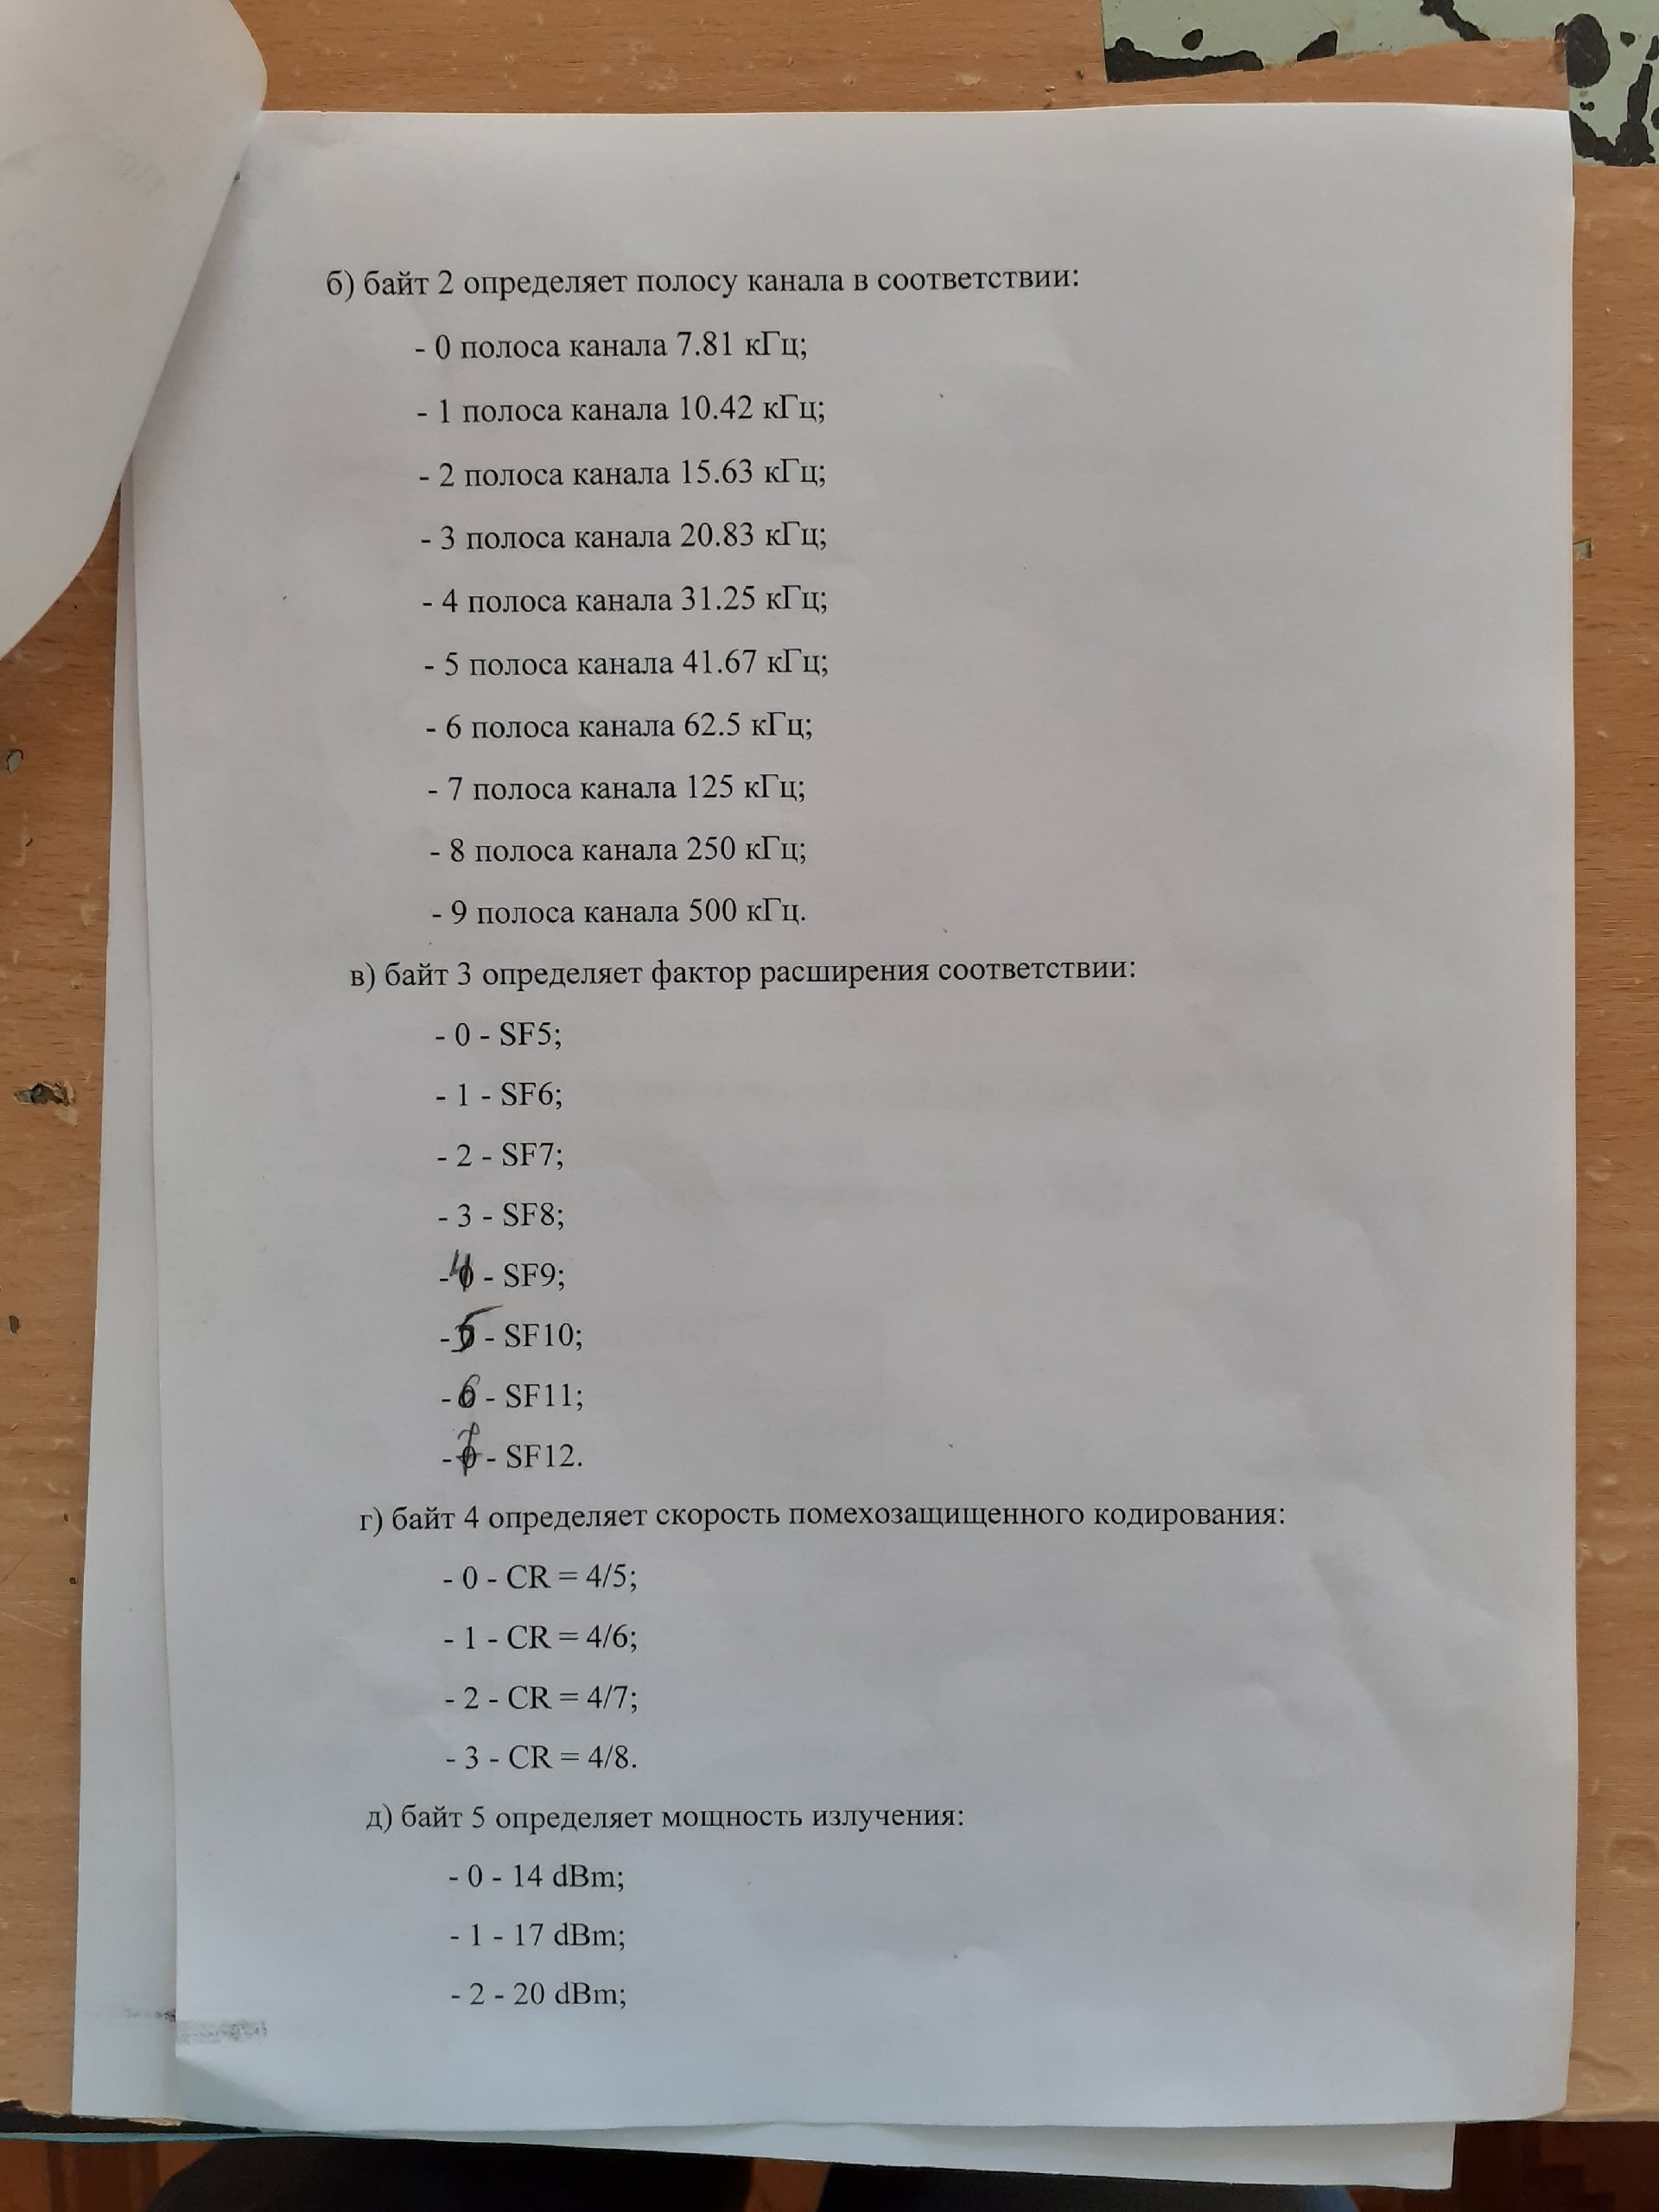 б) байт 2 определяет полосу канала в соответствии:
- 0 полоса канала 7.81 кГц;
- 1 полоса канала 10.42 кГц;
- 2 полоса канала 15.63 кГц;
- 3 полоса канала 20.83 кГц;
- 4 полоса канала 31.25 кГц;
- 5 полоса канала 41.67 кГц;
- 6 полоса канала 62.5 кГц;
- 7 полоса канала 125 кГц;
- 8 полоса канала 250 кГц;
- 9 полоса канала 500 кГц.
в) байт 3 определяет фактор расширения соответствии:
- 0 - SF5;
- 1 - SF6;
- 2 - SF7;
- 3 - SF8;
- 4 - SF9;
- 5 - SF10;
- 6 - SF11;
- 7 - SF12.
г) байт 4 определяет скорость помехозащищенного кодирования:
- 0 - CR = 4/5;
- 1 - CR = 4/6;
- 2 - CR = 4/7;
- 3 - CR = 4/8.
д) байт 5 определяет мощность излучения:
- 0 - 14 dBm;
- 1 - 17 dBm;
- 2 - 20 dBm;